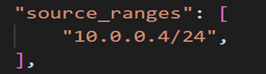 "source_ranges": [
"10.0.0.4/24",
],